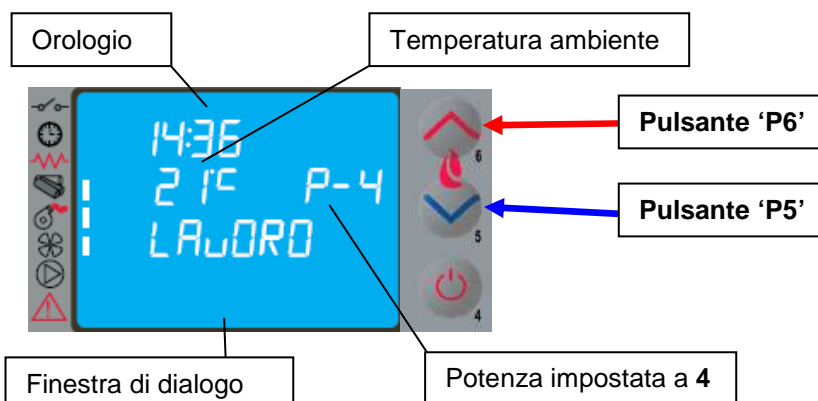 Orologio
Temperatura ambiente
14:36
21°C P-4
LAvORO
6
5
4
Pulsante ‘P6’
Pulsante ‘P5’
Finestra di dialogo
Potenza impostata a 4